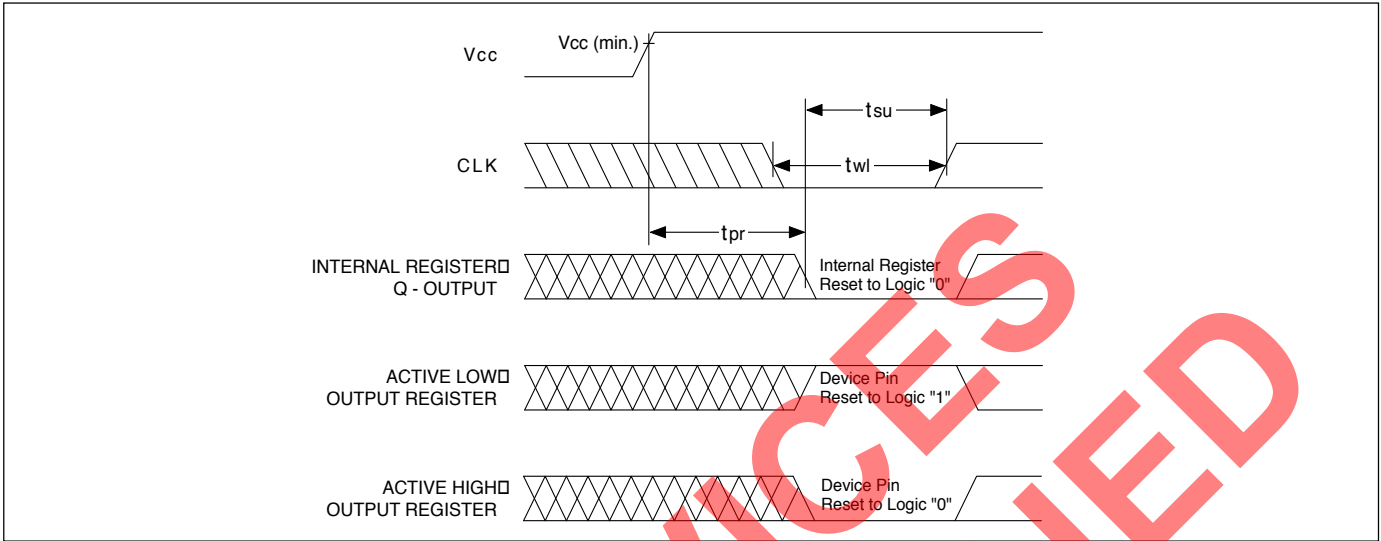 Vcc
Vcc (min.)
tsu
CLK
twl
tpr
INTERNAL REGISTER□
Q - OUTPUT
Internal Register
Reset to Logic "0"
ACTIVE LOW□
OUTPUT REGISTER
Device Pin
Reset to Logic "1"
ACTIVE HIGH□
OUTPUT REGISTER
Device Pin
Reset to Logic "0"